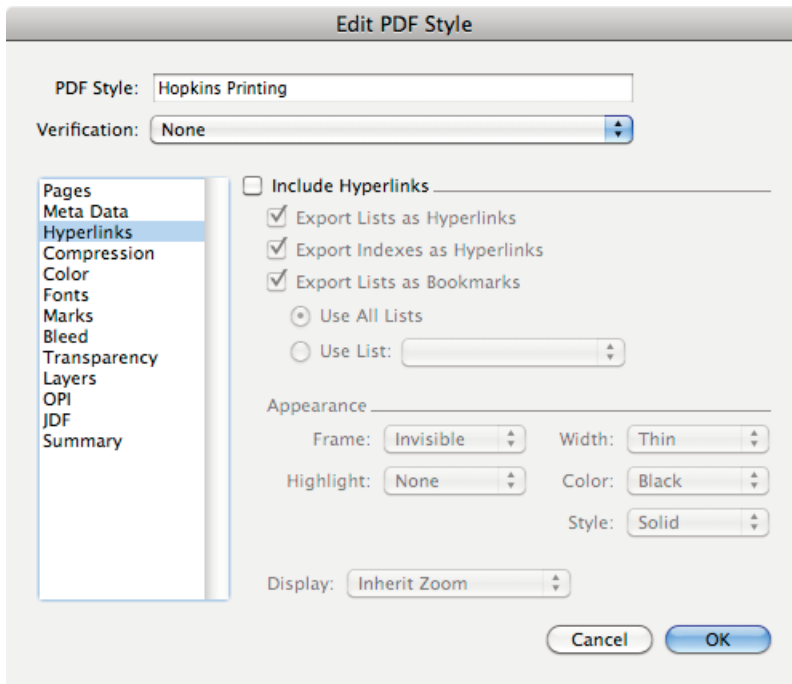 Edit PDF Style
PDF Style: Hopkins Printing
Verification: None
Pages
Meta Data
Hyperlinks
Compression
Color
Fonts
Marks
Bleed
Transparency
Layers
OPI
JDF
Summary
Include Hyperlinks
Export Lists as Hyperlinks
Export Indexes as Hyperlinks
Export Lists as Bookmarks
Use All Lists
Use List:
Appearance
Frame: Invisible Width: Thin
Highlight: None Color: Black
Style: Solid
Display: Inherit Zoom
Cancel OK